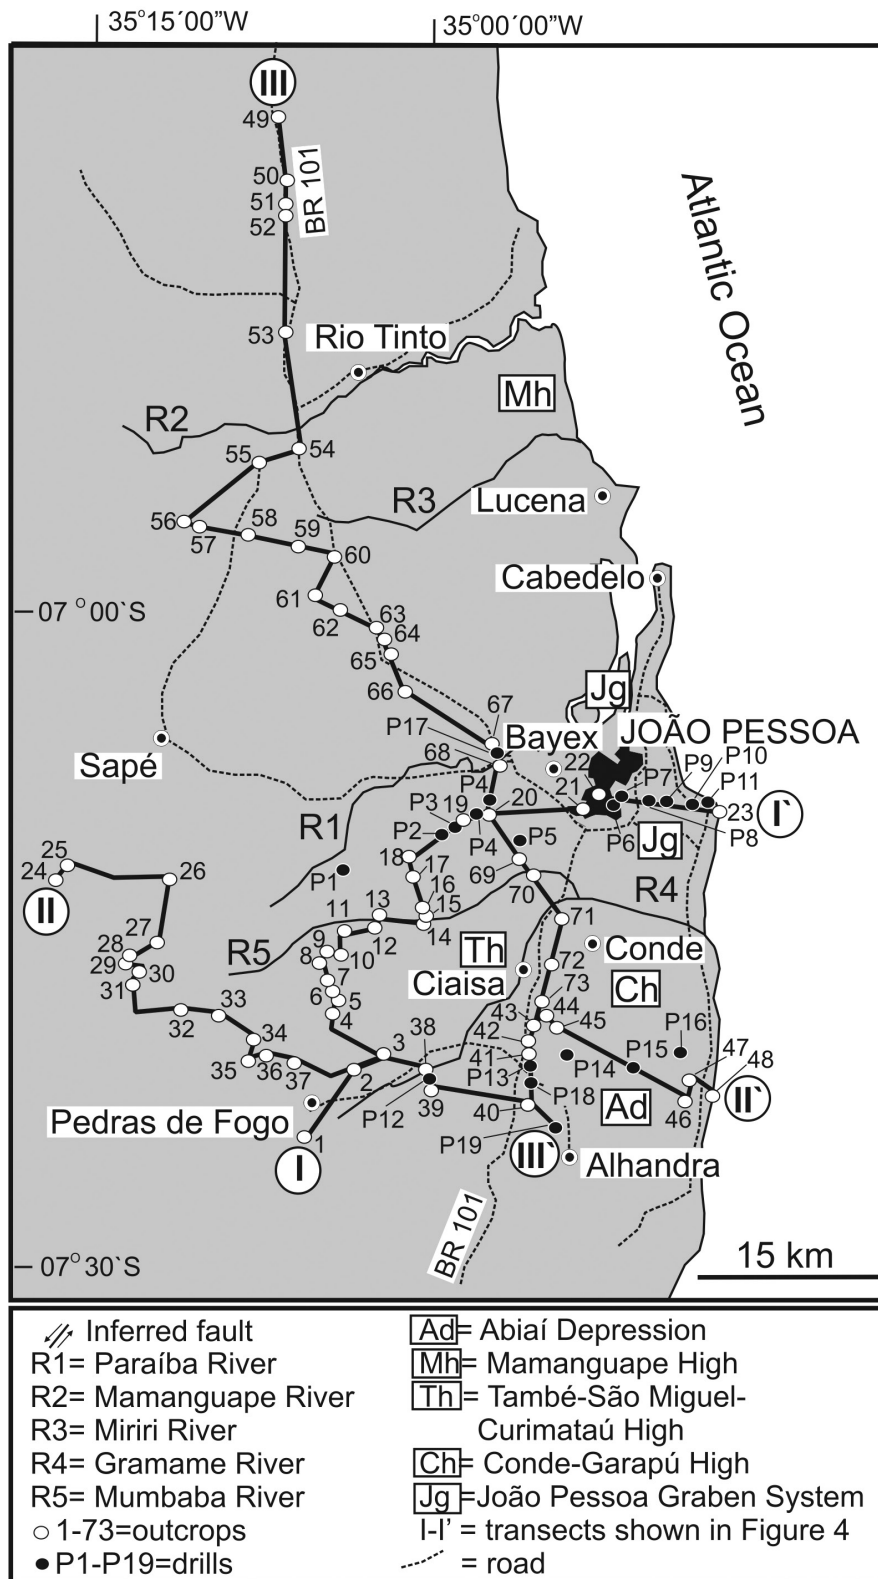 35°15´00”W
35°00´00”W
III
49
50
BR 101
51
52
Atlantic Ocean
53
Rio Tinto
Mh
R2
54
55
R3
Lucena
56
57
58
59
60
Cabedelo
61
07°00`S
62
63
64
65
66
Jg
67
P17
Bayex
JOÃO PESSOA
68
Sapé
22
P10
P9
P7
P11
P4
21
20
P3
19
R1
P2
P4
P5
P6
Jg
P8
23
I`
25
24
26
18
17
P1
69
70
R4
II
16
15
13
11
12
14
71
27
28
R5
9
8
10
Th
Conde
29
30
7
Ciaisa
72
Ch
31
6
5
73
32
33
4
43
44
45
34
3
38
42
P16
35
36
37
41
P15
47
48
2
P13
P14
P12
39
P18
Ad
II`
Pedras de Fogo
40
46
1
P19
I
III`
Alhandra
BR 101
15 km
07°30`S
Inferred fault
R1= Paraíba River
R2= Mamanguape River
R3= Miriri River
R4= Gramame River
R5= Mumbaba River
1-73=outcrops
P1-P19=drills
Ad= Abiaí Depression
Mh= Mamanguape High
Th= També-São Miguel-
Curimataú High
Ch= Conde-Garapú High
Jg=João Pessoa Graben System
I-I’ = transects shown in Figure 4
= road